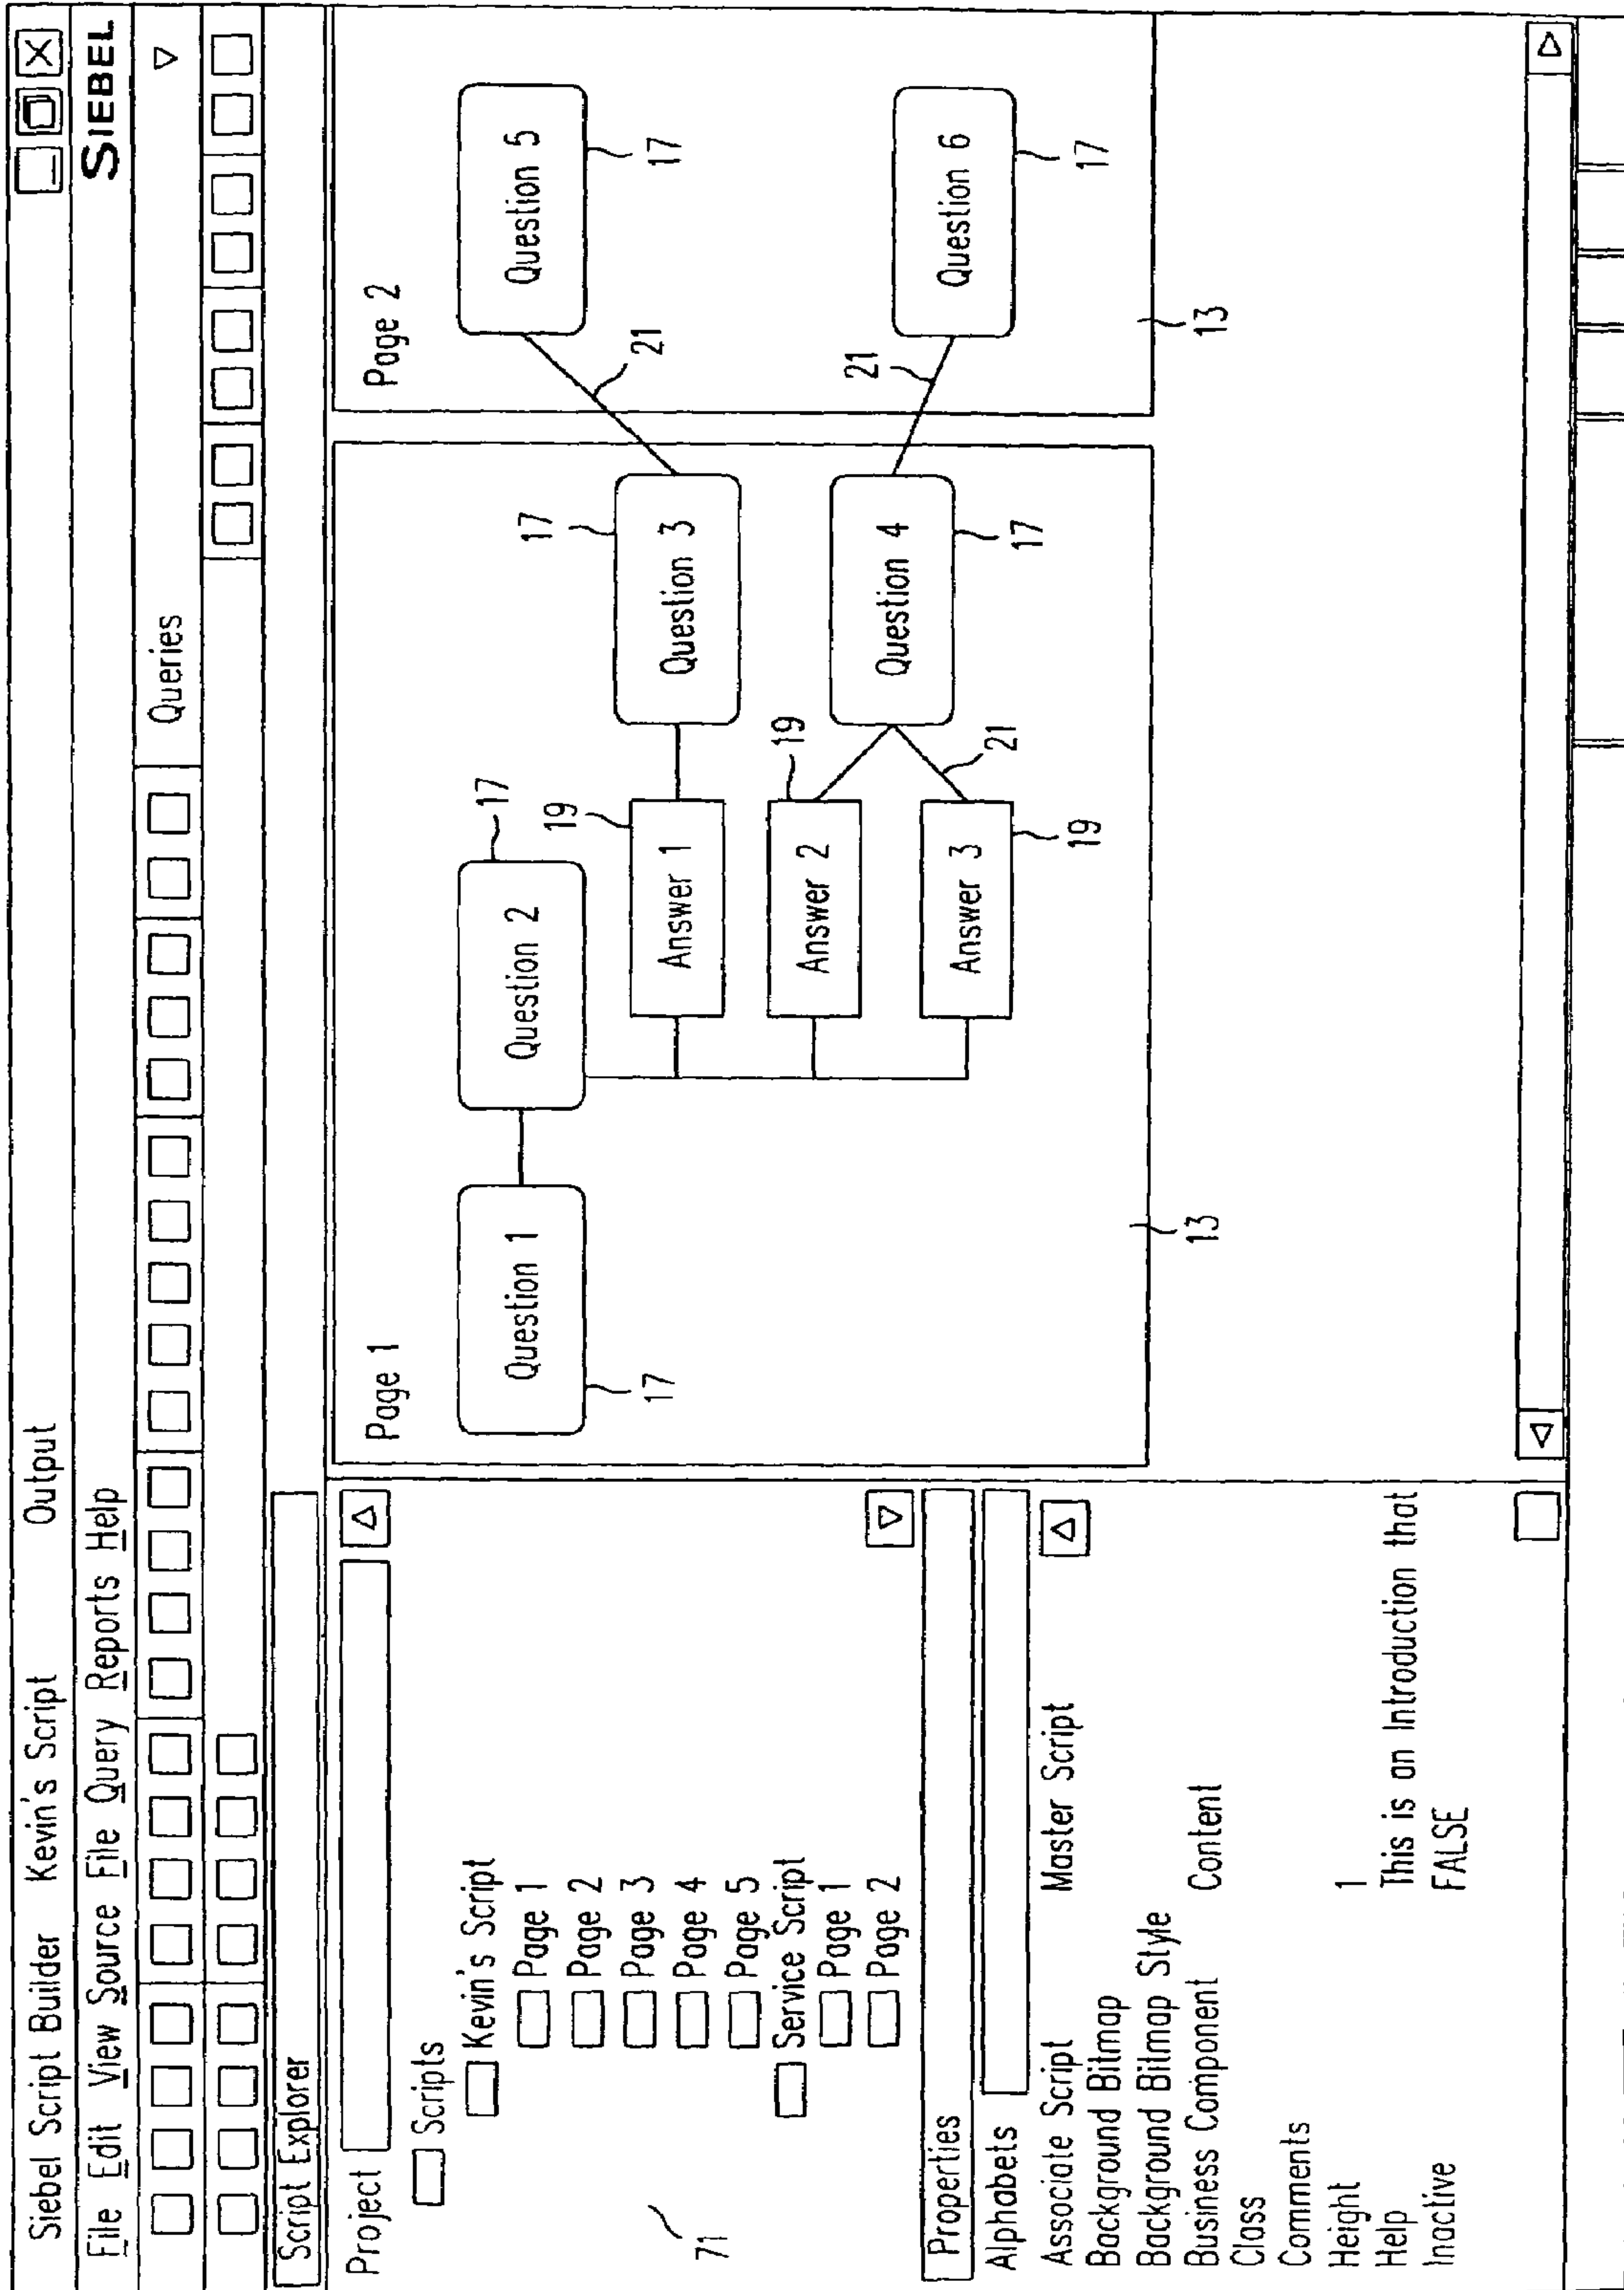 Siebel Script Builder Kevin's Script Output
SIEBEL
File Edit View Source File Query Reports Help
Queries
Script Explorer
Project
Scripts
Kevin's Script
Page 1
Page 2
Page 3
Page 4
Page 5
Service Script
Page 1
Page 2
71
Properties
Alphabets
Associate Script Master Script
Background Bitmap
Background Bitmap Style
Business Component Content
Class
Comments
Height 1
Help This is an Introduction that
Inactive FALSE
Page 1
Question 1
17
Question 2
17
Answer 1
19
Answer 2
19
Answer 3
19
21
Question 3
17
Question 4
17
13
Page 2
Question 5
17
21
Question 6
17
21
13